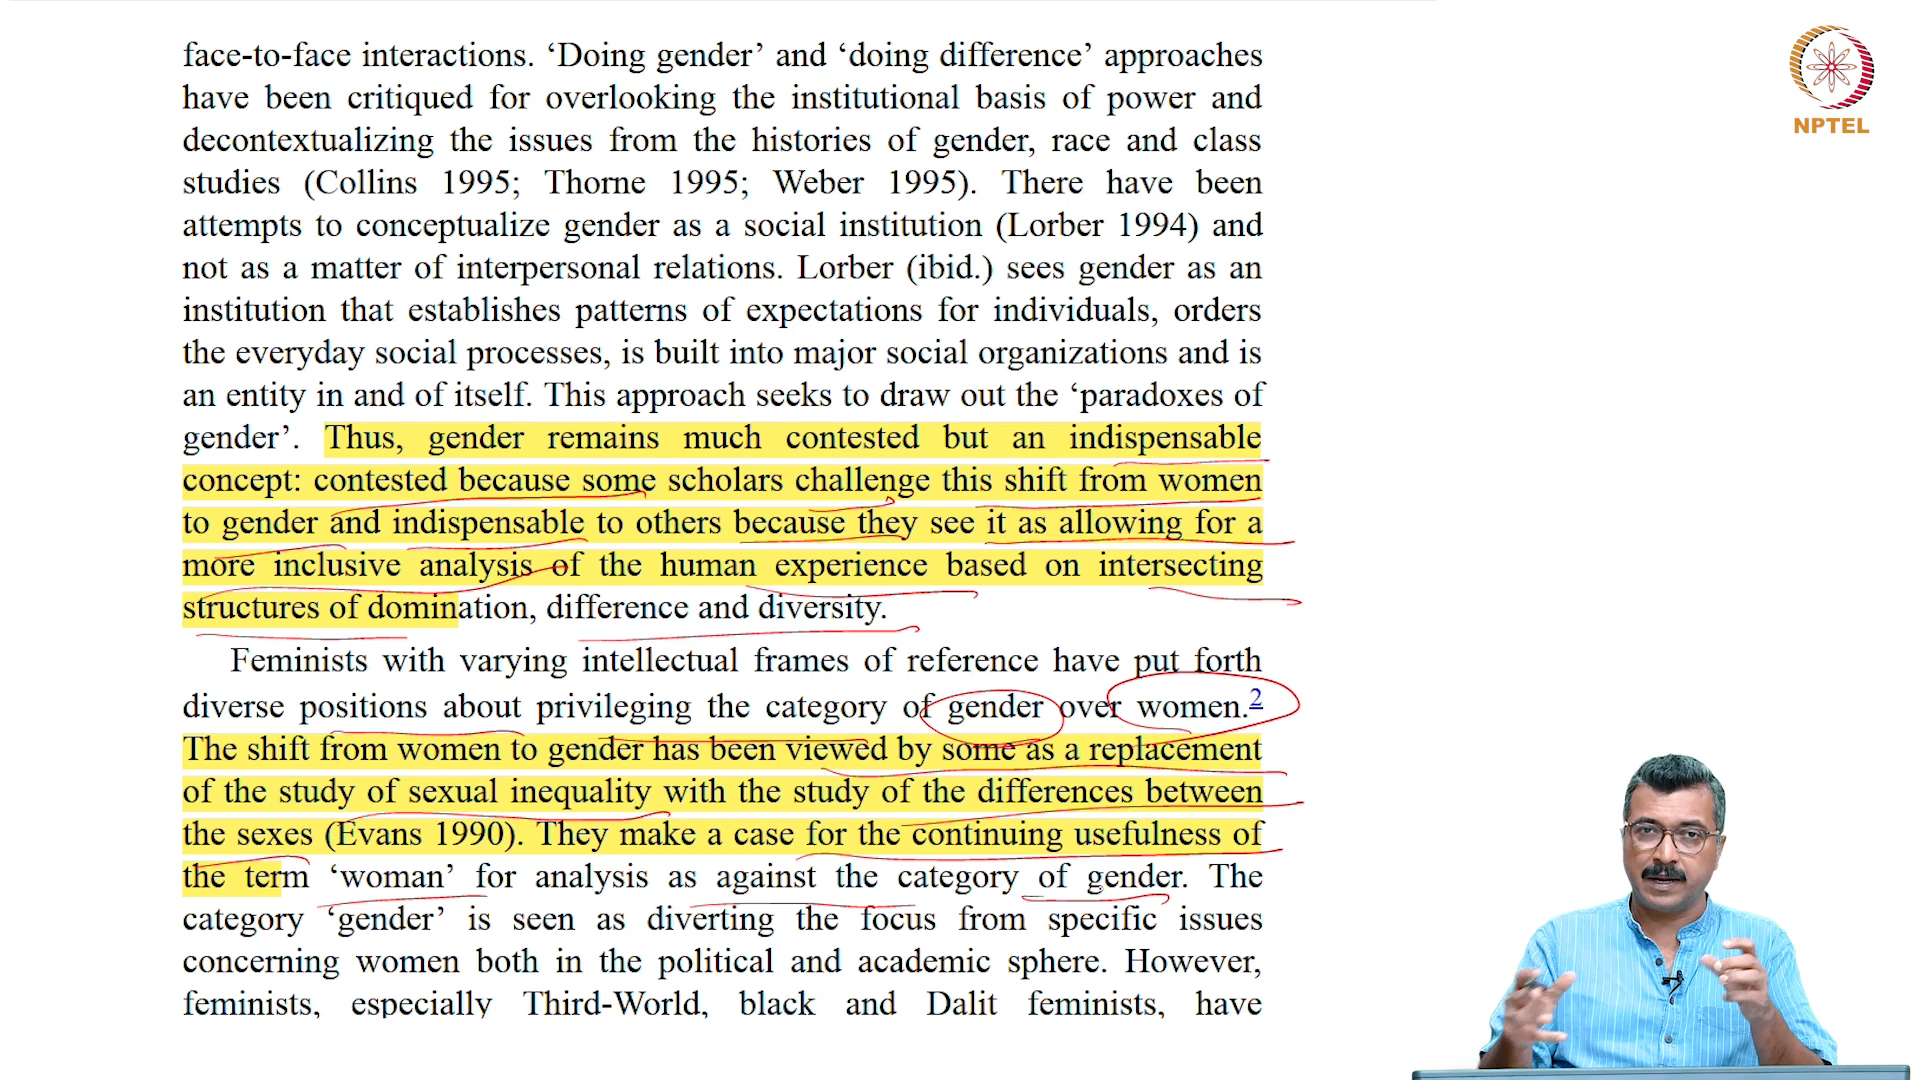 face-to-face interactions. ‘Doing gender’ and ‘doing difference’ approaches
have been critiqued for overlooking the institutional basis of power and
decontextualizing the issues from the histories of gender, race and class
studies (Collins 1995; Thorne 1995; Weber 1995). There have been
attempts to conceptualize gender as a social institution (Lorber 1994) and
not as a matter of interpersonal relations. Lorber (ibid.) sees gender as an
institution that establishes patterns of expectations for individuals, orders
the everyday social processes, is built into major social organizations and is
an entity in and of itself. This approach seeks to draw out the ‘paradoxes of
gender’. Thus, gender remains much contested but an indispensable
concept: contested because some scholars challenge this shift from women
to gender and indispensable to others because they see it as allowing for a
more inclusive analysis of the human experience based on intersecting
structures of domination, difference and diversity.
Feminists with varying intellectual frames of reference have put forth
diverse positions about privileging the category of gender over women.2
The shift from women to gender has been viewed by some as a replacement
of the study of sexual inequality with the study of the differences between
the sexes (Evans 1990). They make a case for the continuing usefulness of
the term ‘woman’ for analysis as against the category of gender. The
category ‘gender’ is seen as diverting the focus from specific issues
concerning women both in the political and academic sphere. However,
feminists, especially Third-World, black and Dalit feminists, have
NPTEL